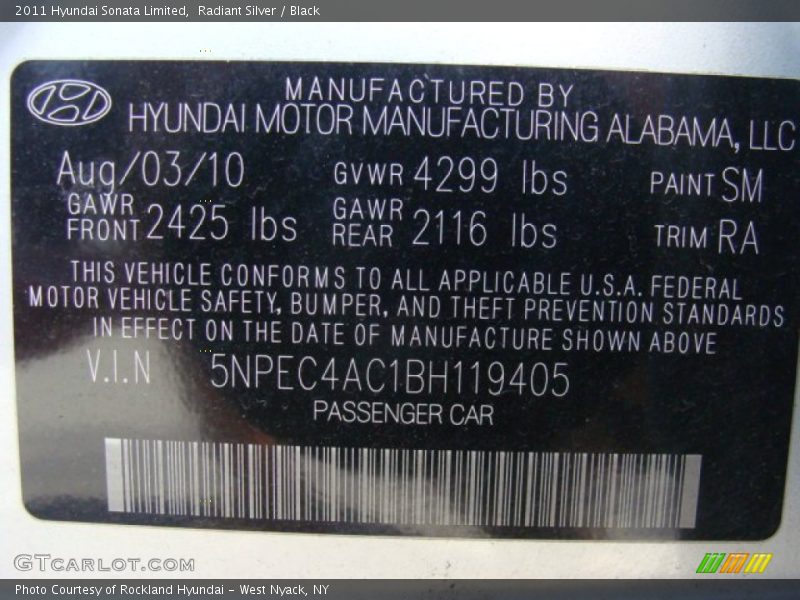 2011 Hyundai Sonata Limited,  Radiant Silver / Black
MANUFACTURED BY
HYUNDAI MOTOR MANUFACTURING ALABAMA, LLC
Aug/03/10 GVWR 4299 lbs PAINT SM
GAWR FRONT 2425 lbs GAWR REAR 2116 lbs TRIM RA
THIS VEHICLE CONFORMS TO ALL APPLICABLE U.S.A. FEDERAL
MOTOR VEHICLE SAFETY, BUMPER, AND THEFT PREVENTION STANDARDS
IN EFFECT ON THE DATE OF MANUFACTURE SHOWN ABOVE
V.I.N 5NPEC4AC1BH119405
PASSENGER CAR
GTCARLOT.COM
Photo Courtesy of Rockland Hyundai - West Nyack, NY